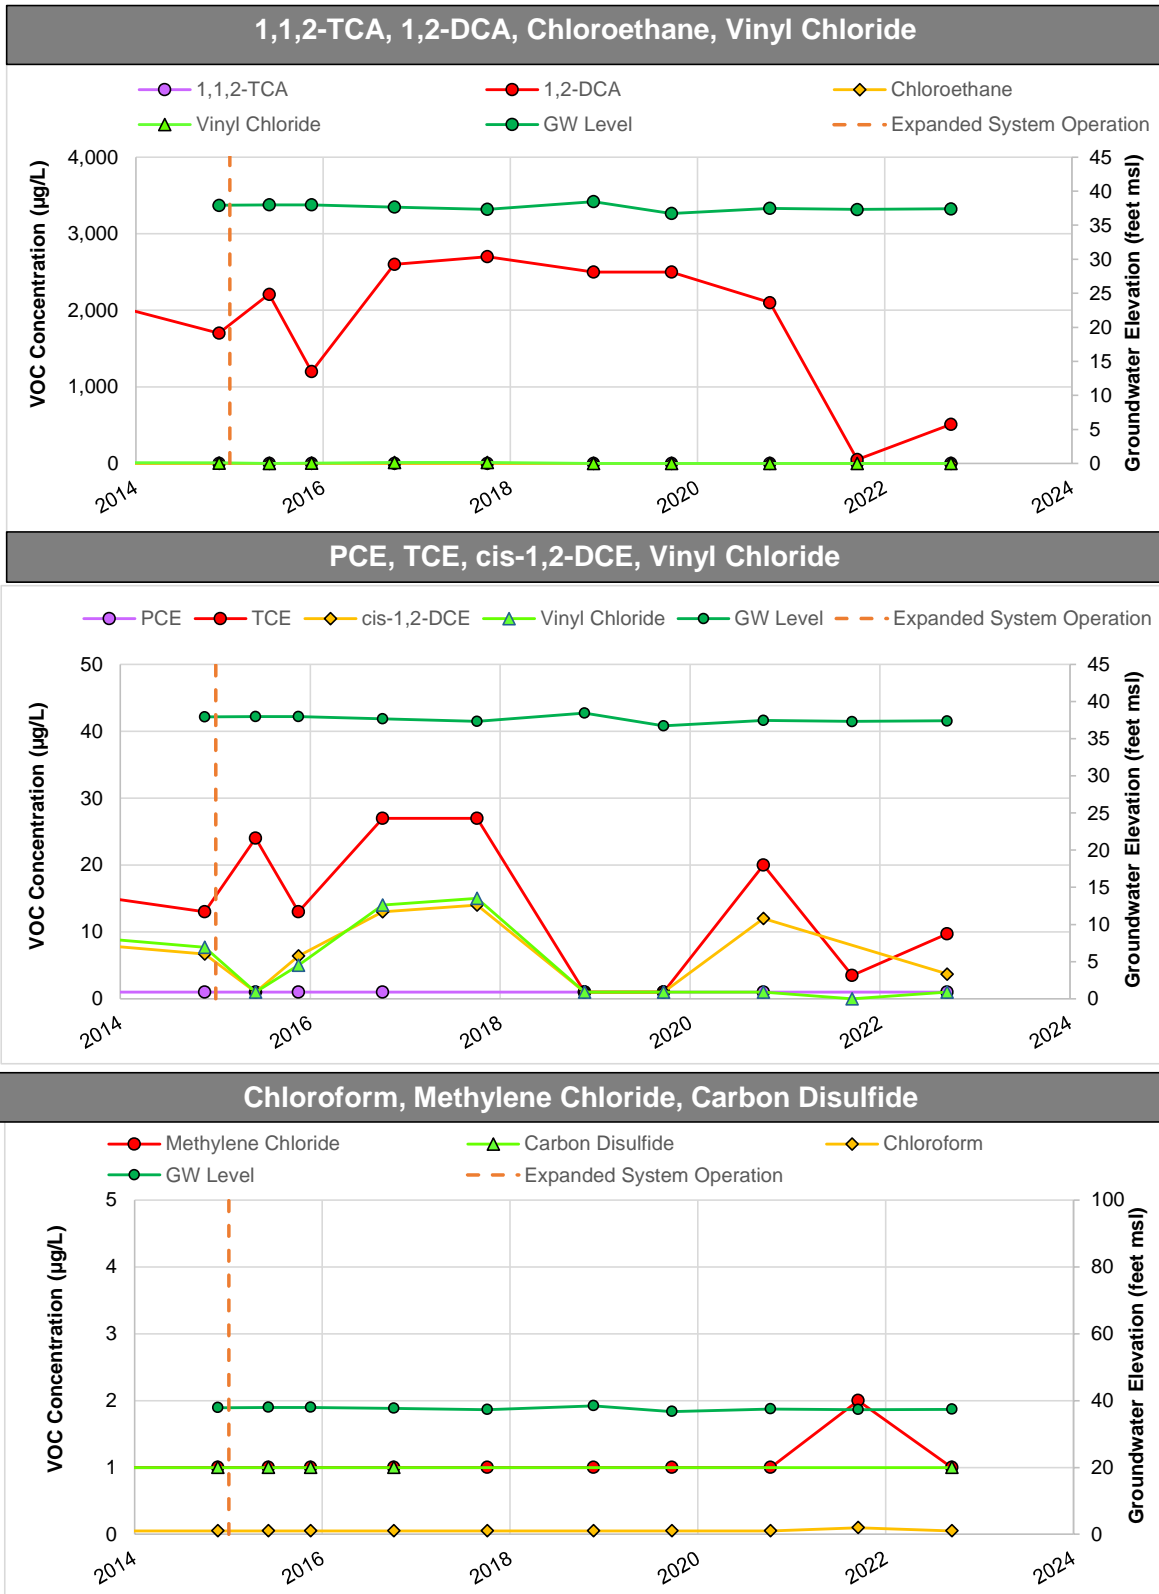 1,1,2-TCA, 1,2-DCA, Chloroethane, Vinyl Chloride
1,1,2-TCA 1,2-DCA Chloroethane
Vinyl Chloride GW Level Expanded System Operation
VOC Concentration (µg/L)
4,000
3,000
2,000
1,000
0
45
40
35
30
25
20
15
10
5
0
Groundwater Elevation (feet msl)
2014 2016 2018 2020 2022 2024
PCE, TCE, cis-1,2-DCE, Vinyl Chloride
PCE TCE cis-1,2-DCE Vinyl Chloride GW Level Expanded System Operation
VOC Concentration (µg/L)
50
40
30
20
10
0
45
40
35
30
25
20
15
10
5
0
Groundwater Elevation (feet msl)
2014 2016 2018 2020 2022 2024
Chloroform, Methylene Chloride, Carbon Disulfide
Methylene Chloride Carbon Disulfide Chloroform
GW Level Expanded System Operation
VOC Concentration (µg/L)
5
4
3
2
1
0
100
80
60
40
20
0
Groundwater Elevation (feet msl)
2014 2016 2018 2020 2022 2024